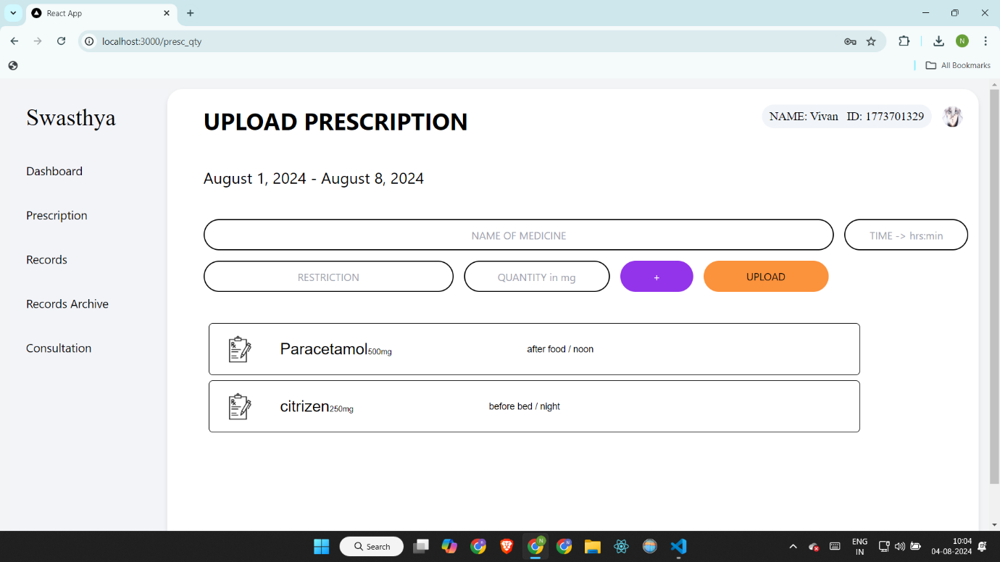 React App
localhost:3000/presc_qty
N
All Bookmarks
Swasthya
Dashboard
Prescription
Records
Records Archive
Consultation
UPLOAD PRESCRIPTION
NAME: Vivan ID: 1773701329
August 1, 2024 - August 8, 2024
NAME OF MEDICINE
TIME -> hrs:min
RESTRICTION
QUANTITY in mg
+
UPLOAD
Paracetamol500mg
after food / noon
citrizen250mg
before bed / night
Search
ENG
IN
10:04
04-08-2024